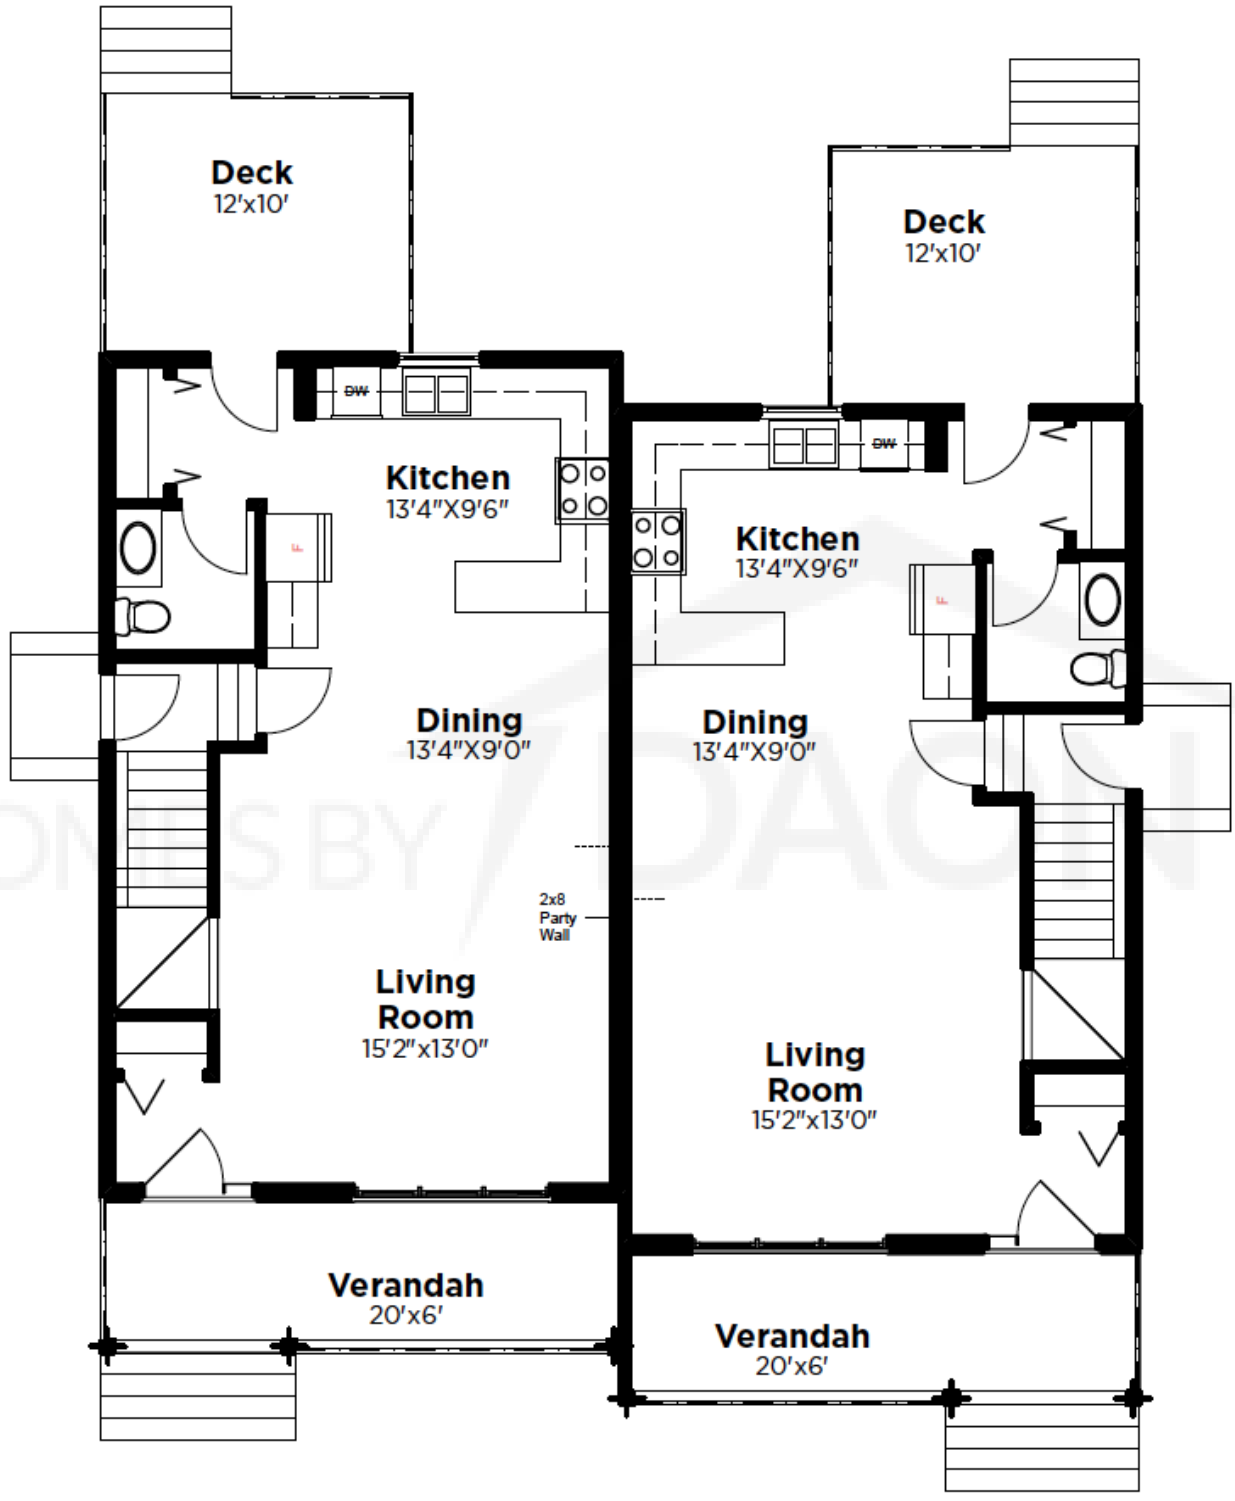 Deck
12'x10'
Deck
12'x10'
DW
Kitchen
13'4"X9'6"
F
DW
Kitchen
13'4"X9'6"
F
Dining
13'4"X9'0"
Dining
13'4"X9'0"
HOMES BY DAON
2x8
Party
Wall
Living
Room
15'2"x13'0"
Living
Room
15'2"x13'0"
Verandah
20'x6'
Verandah
20'x6'